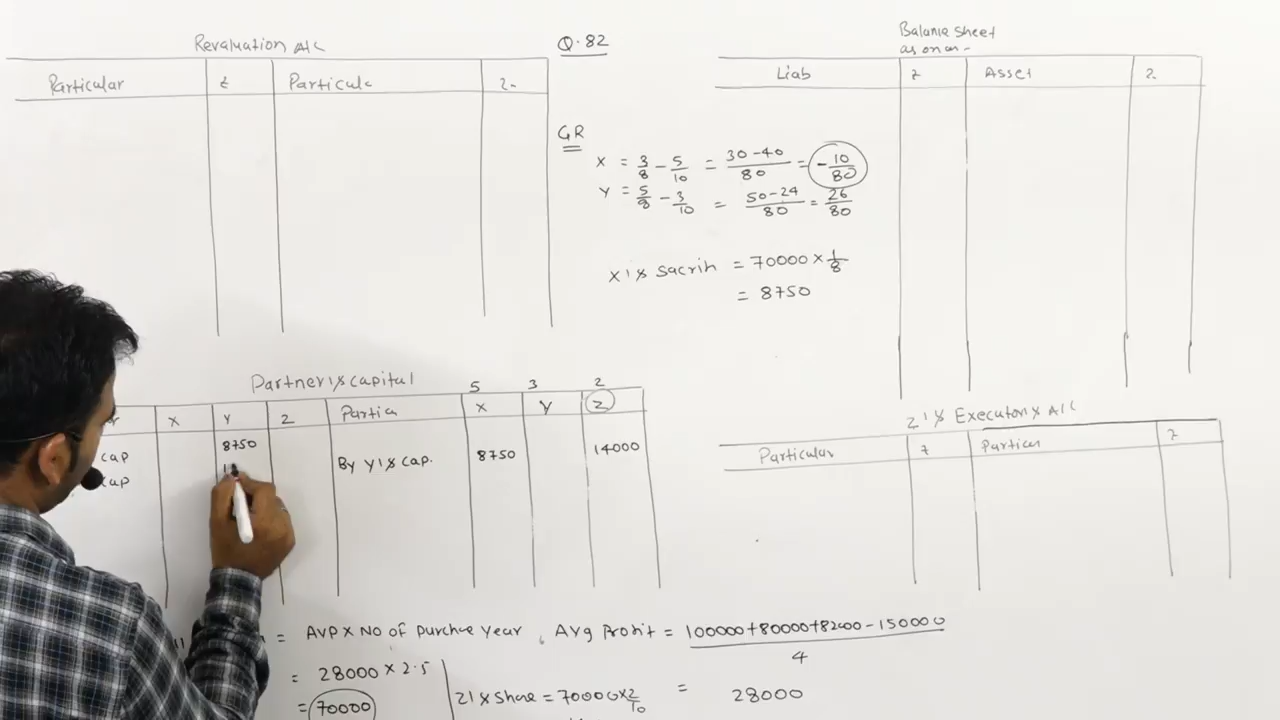 Revaluation A/C
Particular ₹ Particula ₹
Q.82
GR
X = 3/8 - 5/10 = 30-40/80 = -10/80
Y = 5/8 - 3/10 = 50-24/80 = 26/80
X's sacrifi = 70000 × 1/8
= 8750
Balance Sheet
as on on -
Liab ₹ Asset ₹
Partner's capital
5 3 2
X Y Z Partica X Y Z
cap 8750 By Y's cap. 8750 14000
cap 1
Z's Executor's A/C
Particular ₹ Particu ₹
= AVP × No of purchase year , Avg Profit = 100000+80000+82000-150000/4
= 28000 × 2.5
= 70000
Z's share = 70000 × 2/10
= 28000